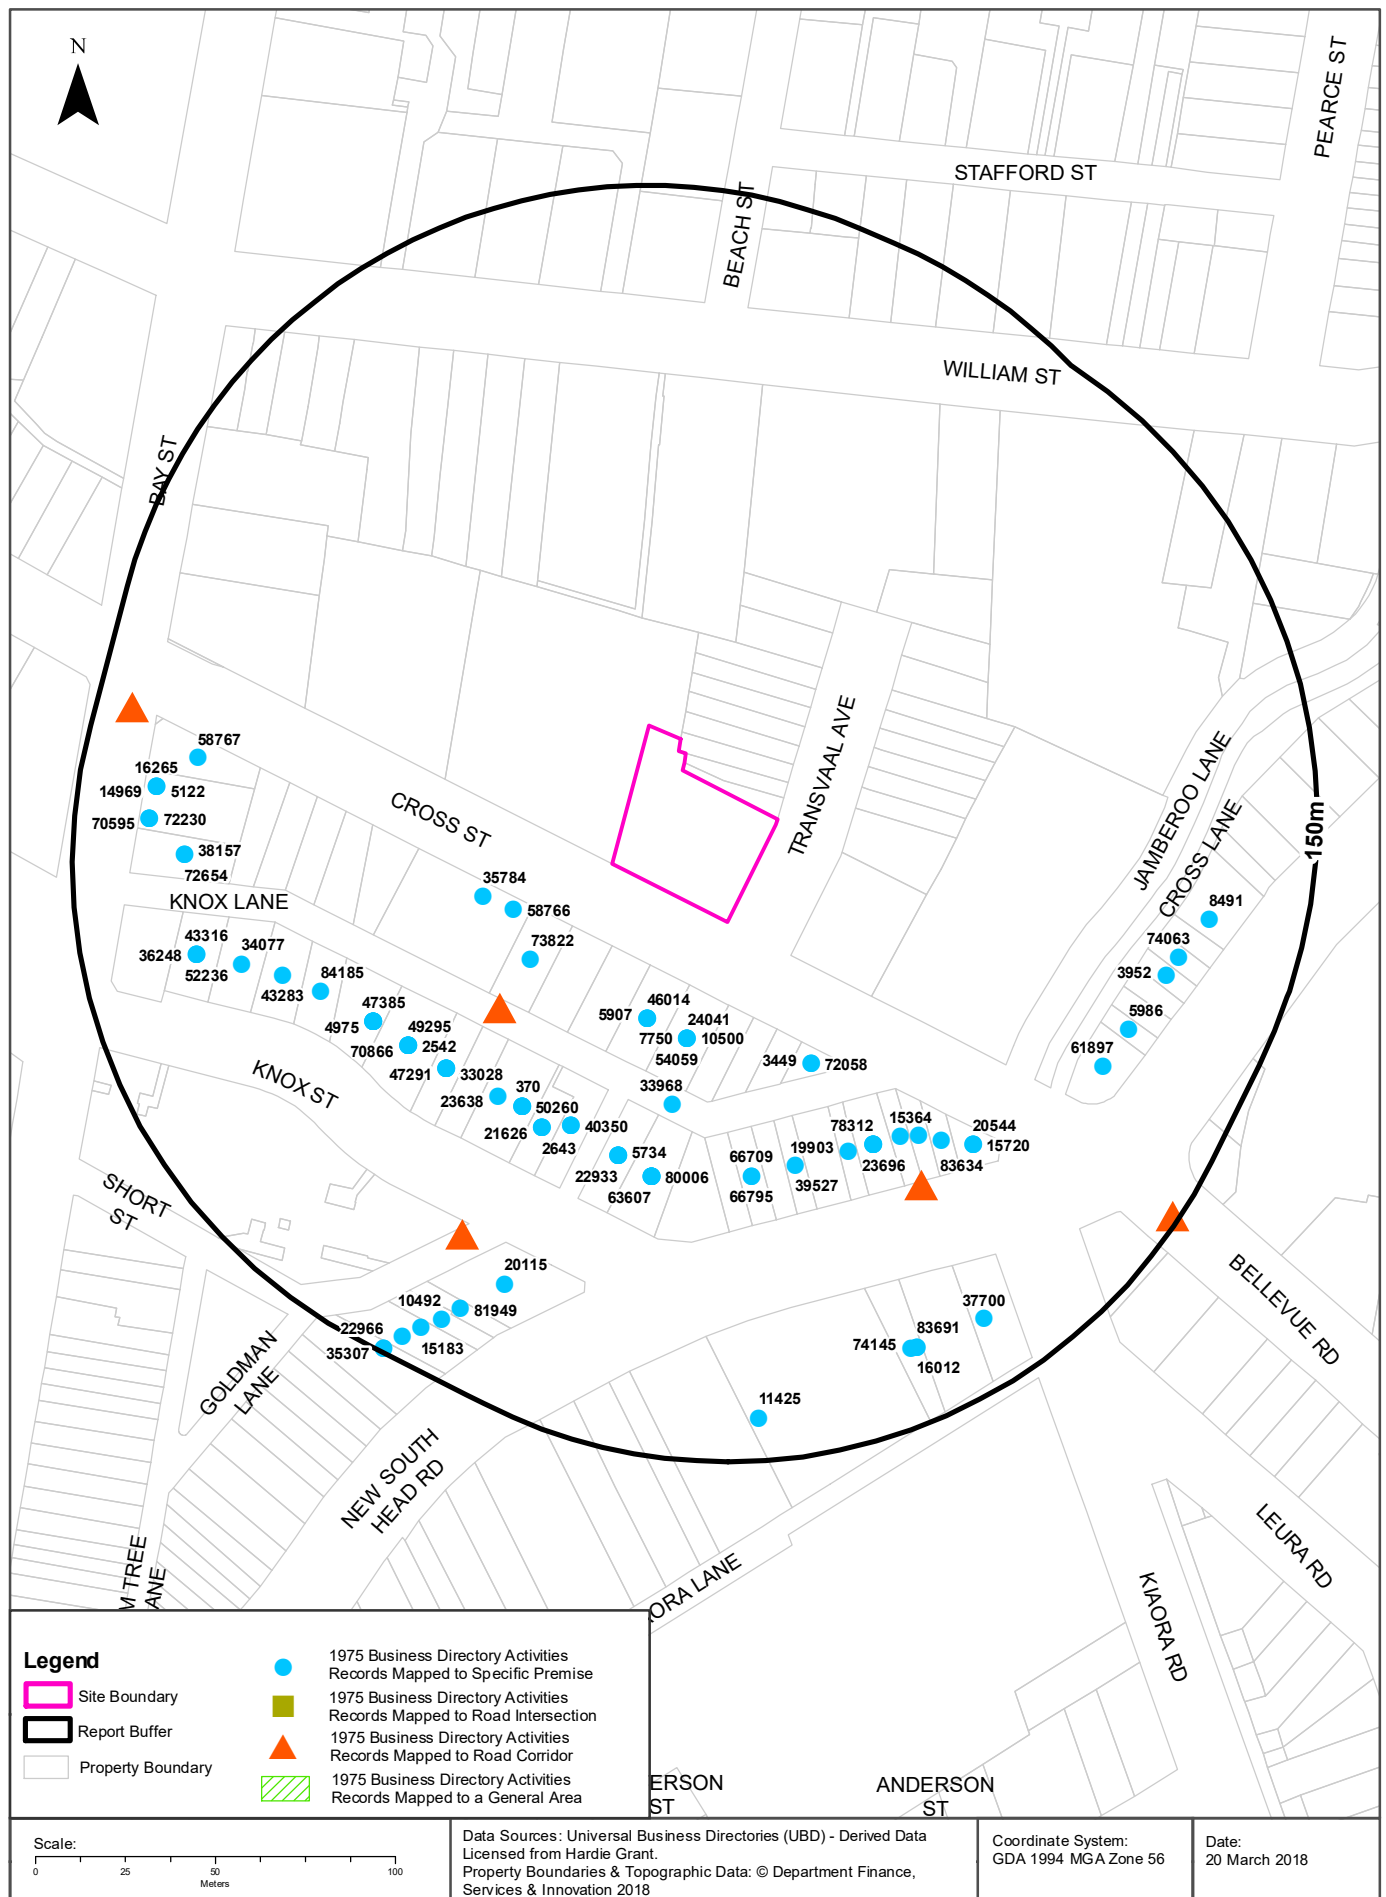 N
PEARCE ST
STAFFORD ST
BEACH ST
WILLIAM ST
BAY ST
TRANSVAAL AVE
JAMBEROO LANE
CROSS LANE
150m
58767
16265
14969
5122
70595
72230
38157
72654
CROSS ST
KNOX LANE
35784
58766
73822
8491
74063
3952
5986
61897
43316
34077
36248
52236
43283
84185
47385
4975
49295
70866
2542
47291
33028
23638
370
50260
21626
2643
40350
46014
5907
24041
7750
10500
54059
3449
72058
33968
5734
22933
80006
63607
66709
66795
19903
39527
78312
15364
23696
83634
20544
15720
KNOX ST
SHORT
ST
20115
10492
81949
22966
15183
35307
37700
83691
74145
16012
11425
BELLEVUE RD
GOLDMAN
LANE
NEW SOUTH
HEAD RD
LEURA RD
KIAORA RD
ORA LANE
M TREE
ANE
ERSON
ST
ANDERSON
ST
Legend
Site Boundary
Report Buffer
Property Boundary
1975 Business Directory Activities
Records Mapped to Specific Premise
1975 Business Directory Activities
Records Mapped to Road Intersection
1975 Business Directory Activities
Records Mapped to Road Corridor
1975 Business Directory Activities
Records Mapped to a General Area
Scale:
0 25 50 100
Meters
Data Sources: Universal Business Directories (UBD) - Derived Data
Licensed from Hardie Grant.
Property Boundaries & Topographic Data: © Department Finance,
Services & Innovation 2018
Coordinate System:
GDA 1994 MGA Zone 56
Date:
20 March 2018